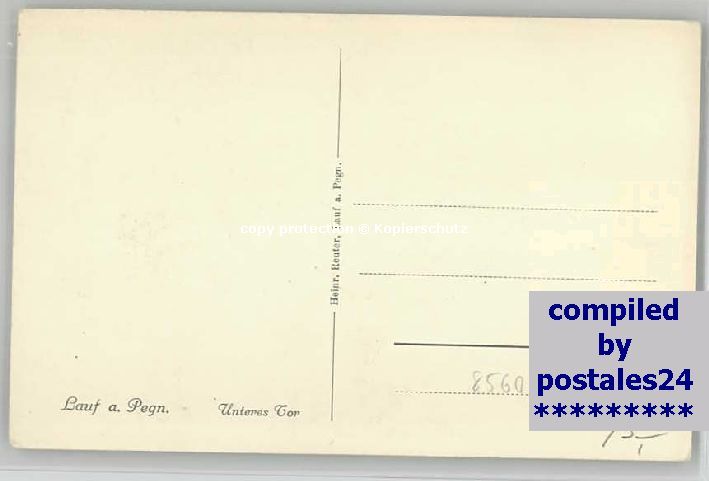 Heinr. Reuter, Lauf a. Pegn.
copy protection © Kopierschutz
compiled
by
postales24
*********
8560
Lauf a. Pegn. Unteres Tor